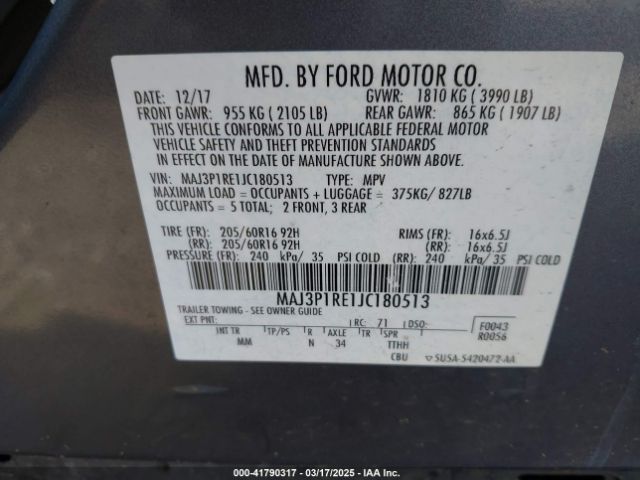 MFD. BY FORD MOTOR CO.
DATE: 12/17 GVWR: 1810 KG ( 3990 LB)
FRONT GAWR: 955 KG ( 2105 LB) REAR GAWR: 865 KG ( 1907 LB)
THIS VEHICLE CONFORMS TO ALL APPLICABLE FEDERAL MOTOR
VEHICLE SAFETY AND THEFT PREVENTION STANDARDS
IN EFFECT ON THE DATE OF MANUFACTURE SHOWN ABOVE.
VIN: MAJ3P1RE1JC180513 TYPE: MPV
MAXIMUM LOAD = OCCUPANTS + LUGGAGE = 375KG/ 827LB
OCCUPANTS = 5 TOTAL; 2 FRONT, 3 REAR
TIRE (FR): 205/60R16 92H RIMS (FR): 16x6.5J
(RR): 205/60R16 92H (RR): 16x6.5J
PRESSURE (FR): 240 kPa/ 35 PSI COLD (RR): 240 kPa/ 35 PSI COLD
MAJ3P1RE1JC180513
TRAILER TOWING - SEE OWNER GUIDE
EXT PNT: RC: 71 DSO: F0043
INT TR TP/PS R AXLE TR SPR R0056
MM N 34 TTHH
CBU SU5A-5420472-AA
000-41790317 - 03/17/2025 - IAA Inc.